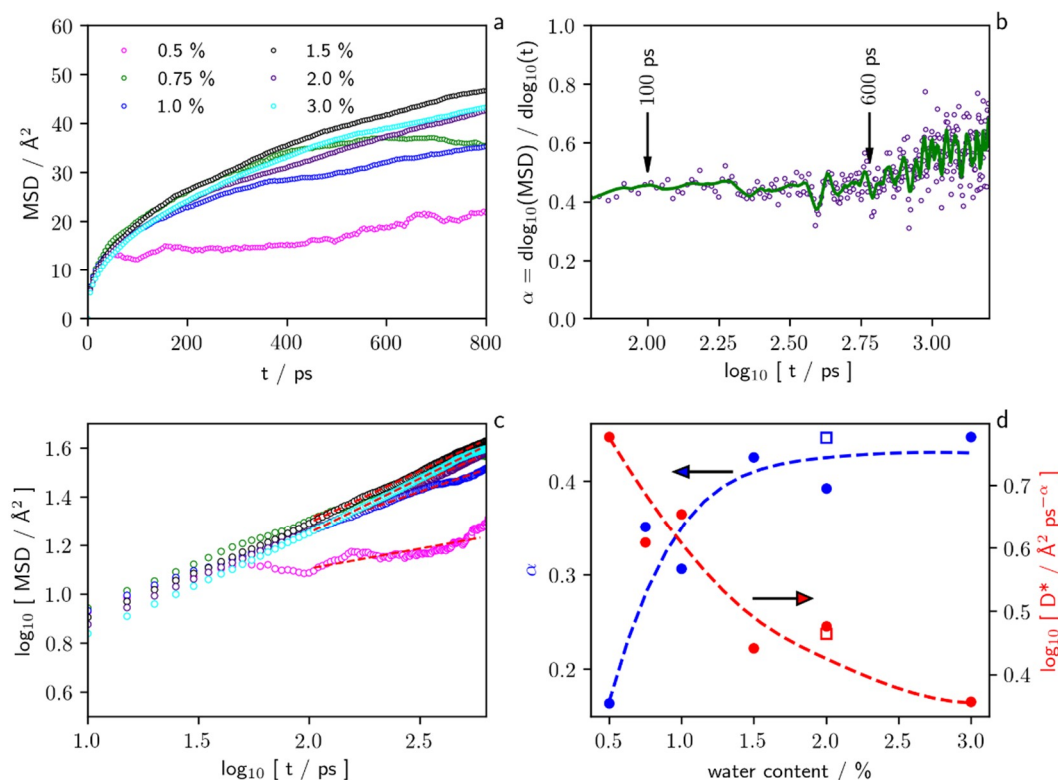 a
60
50
40
30
20
10
0
MSD / Å²
0.5 %
0.75 %
1.0 %
1.5 %
2.0 %
3.0 %
0 200 400 600 800
t / ps
b
1.0
0.8
0.6
0.4
0.2
0.0
α = dlog₁₀(MSD) / dlog₁₀(t)
100 ps
600 ps
2.00 2.25 2.50 2.75 3.00
log₁₀ [ t / ps ]
c
1.6
1.4
1.2
1.0
0.8
0.6
log₁₀ [ MSD / Å² ]
1.0 1.5 2.0 2.5
log₁₀ [ t / ps ]
d
0.4
0.3
0.2
α
0.7
0.6
0.5
0.4
log₁₀ [ D* / Å² ps⁻ᵅ ]
0.5 1.0 1.5 2.0 2.5 3.0
water content / %